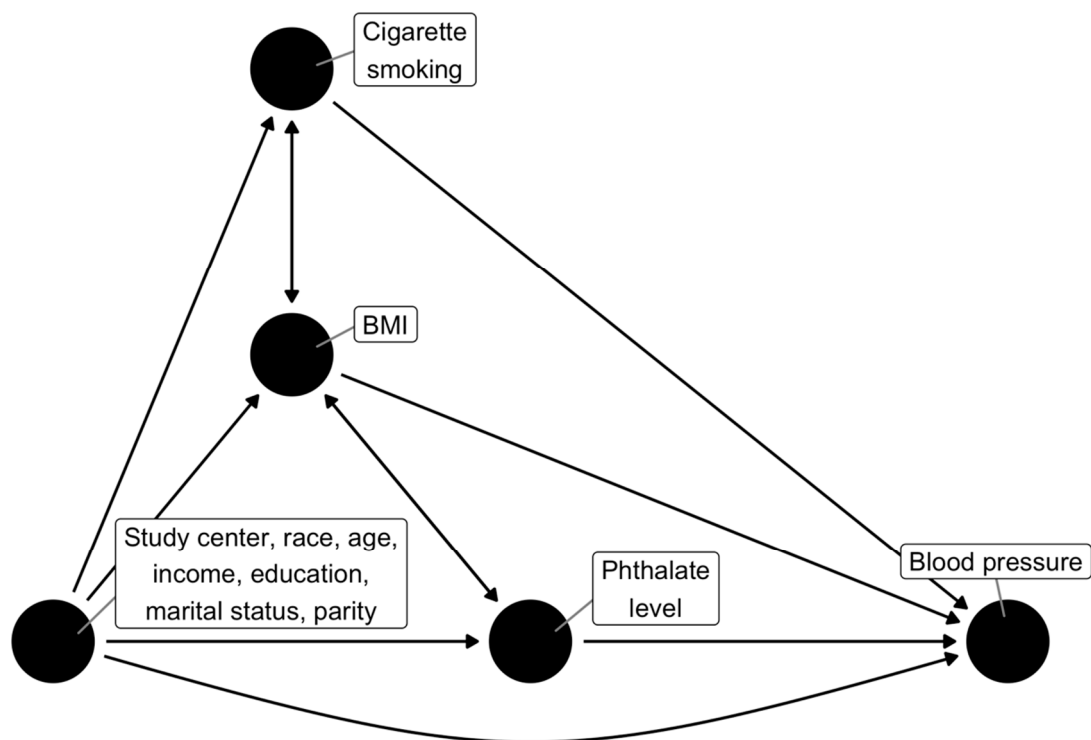 Cigarette
smoking
BMI
Study center, race, age,
income, education,
marital status, parity
Phthalate
level
Blood pressure